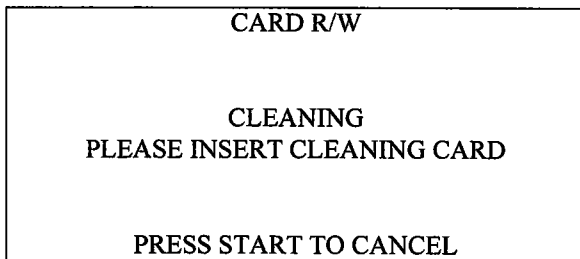 CARD R/W
CLEANING
PLEASE INSERT CLEANING CARD
PRESS START TO CANCEL